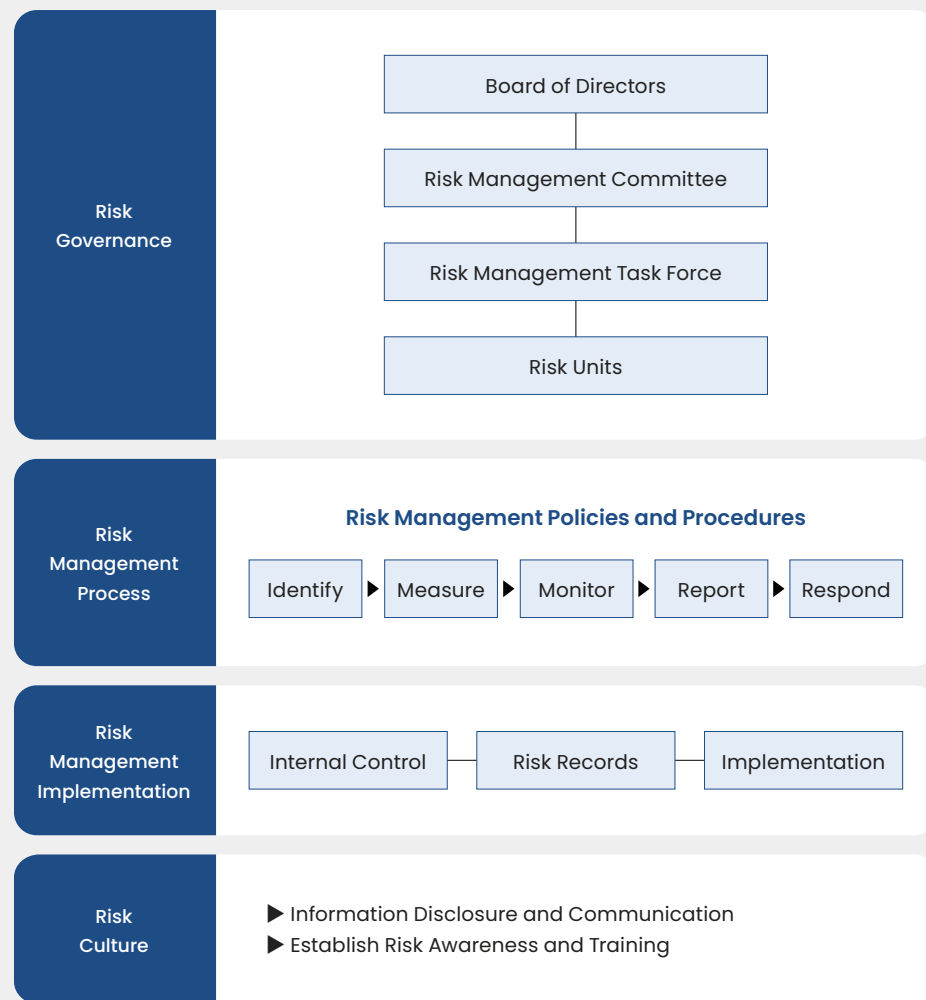 Risk
Governance
Board of Directors
Risk Management Committee
Risk Management Task Force
Risk Units
Risk
Management
Process
Risk Management Policies and Procedures
Identify ▶ Measure ▶ Monitor ▶ Report ▶ Respond
Risk
Management
Implementation
Internal Control
Risk Records
Implementation
Risk
Culture
▶ Information Disclosure and Communication
▶ Establish Risk Awareness and Training